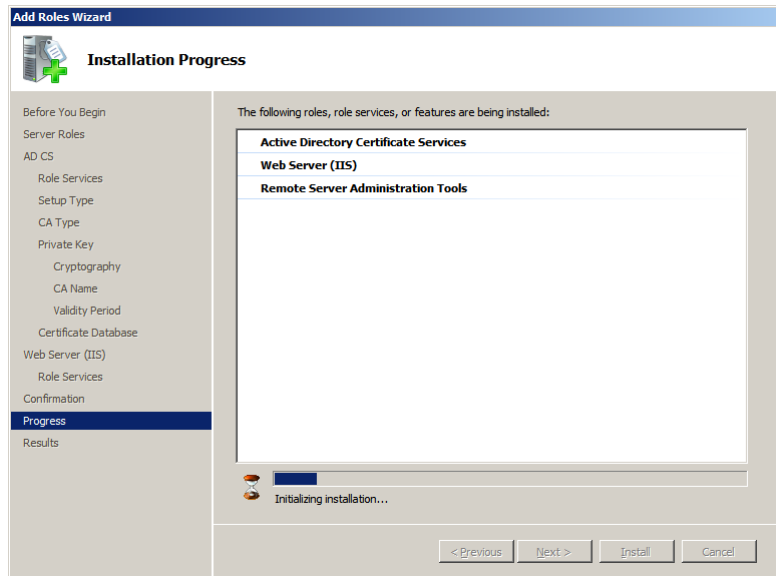 Add Roles Wizard
Installation Progress
Before You Begin
Server Roles
AD CS
Role Services
Setup Type
CA Type
Private Key
Cryptography
CA Name
Validity Period
Certificate Database
Web Server (IIS)
Role Services
Confirmation
Progress
Results
The following roles, role services, or features are being installed:
Active Directory Certificate Services
Web Server (IIS)
Remote Server Administration Tools
Initializing installation...
< Previous Next > Install Cancel